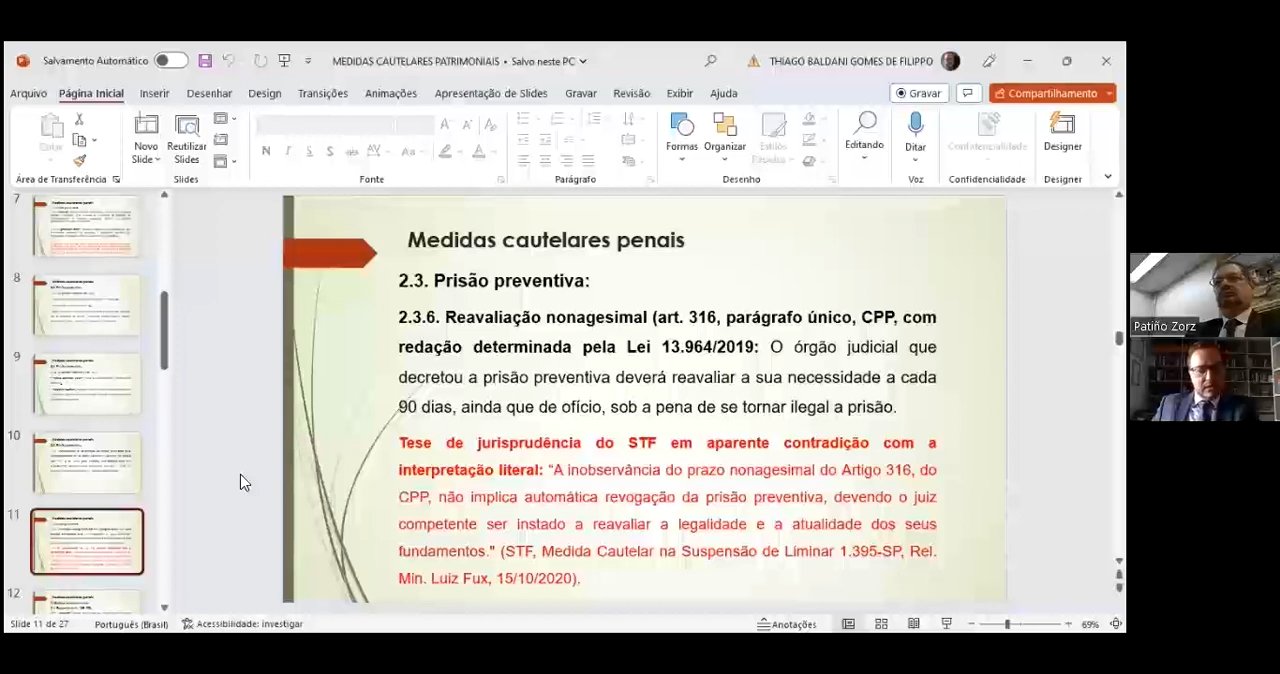 Salvamento Automático
MEDIDAS CAUTELARES PATRIMONIAIS • Salvo neste PC
THIAGO BALDANI GOMES DE FILIPPO
Arquivo Página Inicial Inserir Desenhar Design Transições Animações Apresentação de Slides Gravar Revisão Exibir Ajuda
Gravar
Compartilhamento
Novo Slide
Reutilizar Slides
Formas
Organizar
Editando
Ditar
Confidencialidade
Designer
Área de Transferência
Slides
Fonte
Parágrafo
Desenho
Voz
Confidencialidade
Designer
7
8
9
10
11
12
Medidas cautelares penais
2.3. Prisão preventiva:
2.3.6. Reavaliação nonagesimal (art. 316, parágrafo único, CPP, com
redação determinada pela Lei 13.964/2019: O órgão judicial que
decretou a prisão preventiva deverá reavaliar a sua necessidade a cada
90 dias, ainda que de ofício, sob a pena de se tornar ilegal a prisão.
Tese de jurisprudência do STF em aparente contradição com a
interpretação literal: "A inobservância do prazo nonagesimal do Artigo 316, do
CPP, não implica automática revogação da prisão preventiva, devendo o juiz
competente ser instado a reavaliar a legalidade e a atualidade dos seus
fundamentos." (STF, Medida Cautelar na Suspensão de Liminar 1.395-SP, Rel.
Min. Luiz Fux, 15/10/2020).
Patiño Zorz
Slide 11 de 27
Português (Brasil)
Acessibilidade: investigar
Anotações
69%